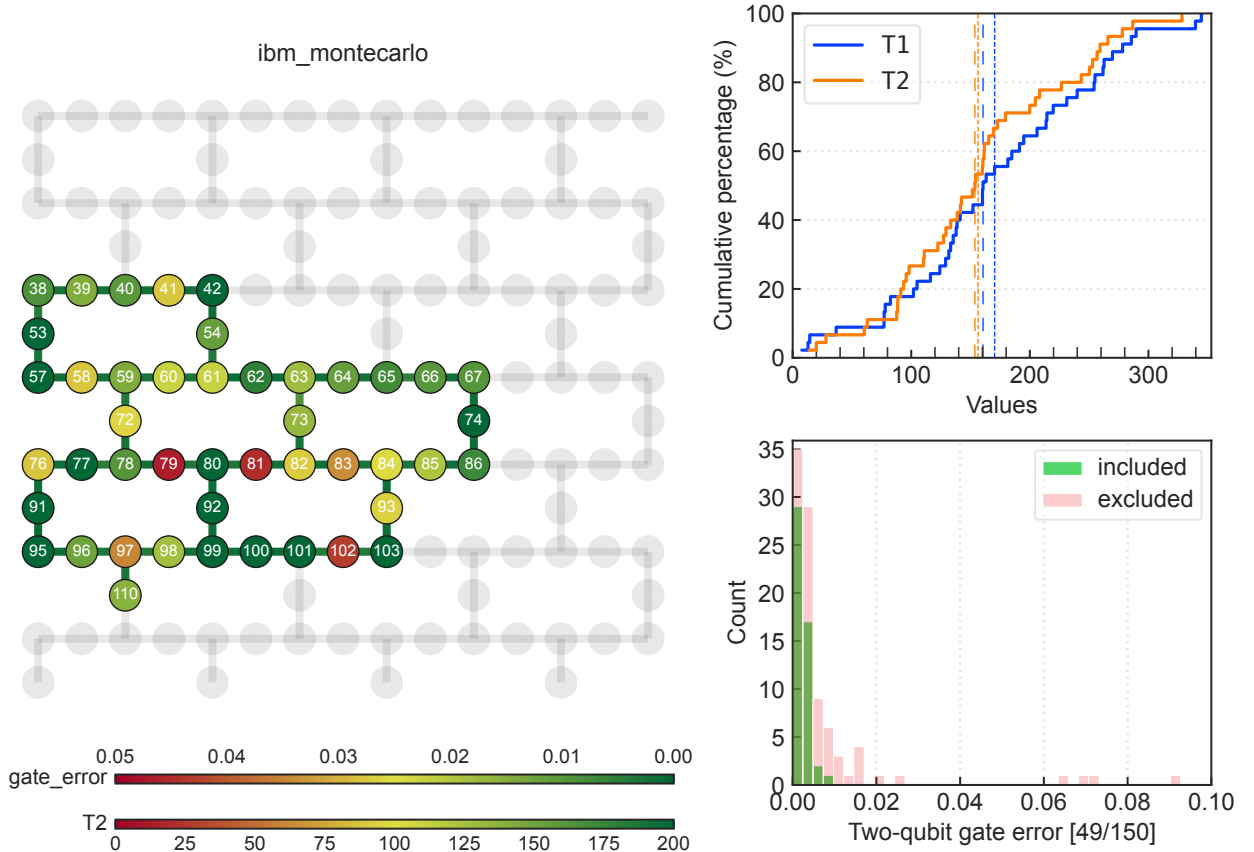 ibm_montecarlo
38 39 40 41 42
53 54
57 58 59 60 61 62 63 64 65 66 67
72 73 74
76 77 78 79 80 81 82 83 84 85 86
91 92 93
95 96 97 98 99 100 101 102 103
110
0.05 0.04 0.03 0.02 0.01 0.00
gate_error
T2
0 25 50 75 100 125 150 175 200
100
80
60
40
20
0
Cumulative percentage (%)
T1
T2
0 100 200 300
Values
35
30
25
20
15
10
5
0
Count
included
excluded
0.00 0.02 0.04 0.06 0.08 0.10
Two-qubit gate error [49/150]